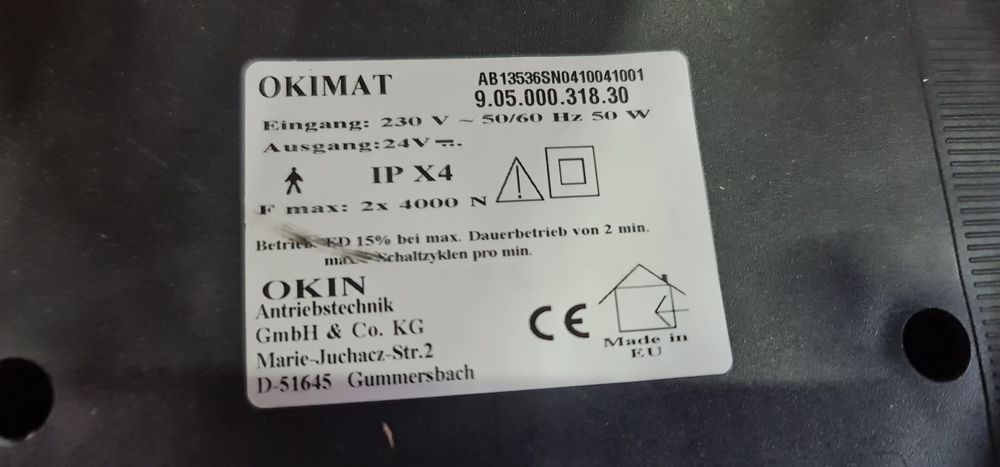 OKIMAT
AB13536SN0410041001
9.05.000.318.30
Eingang: 230 V ~ 50/60 Hz 50 W
Ausgang:24V
IP X4
F max: 2x 4000 N
ED 15% bei max. Dauerbetrieb von 2 min.
Schaltzyklen pro min.
OKIN
Antriebstechnik
GmbH & Co. KG
Marie-Juchacz-Str.2
D-51645 Gummersbach
CE
Made in
EU